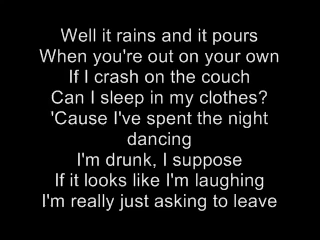 Well it rains and it pours
When you're out on your own
If I crash on the couch
Can I sleep in my clothes?
'Cause I've spent the night
dancing
I'm drunk, I suppose
If it looks like I'm laughing
I'm really just asking to leave